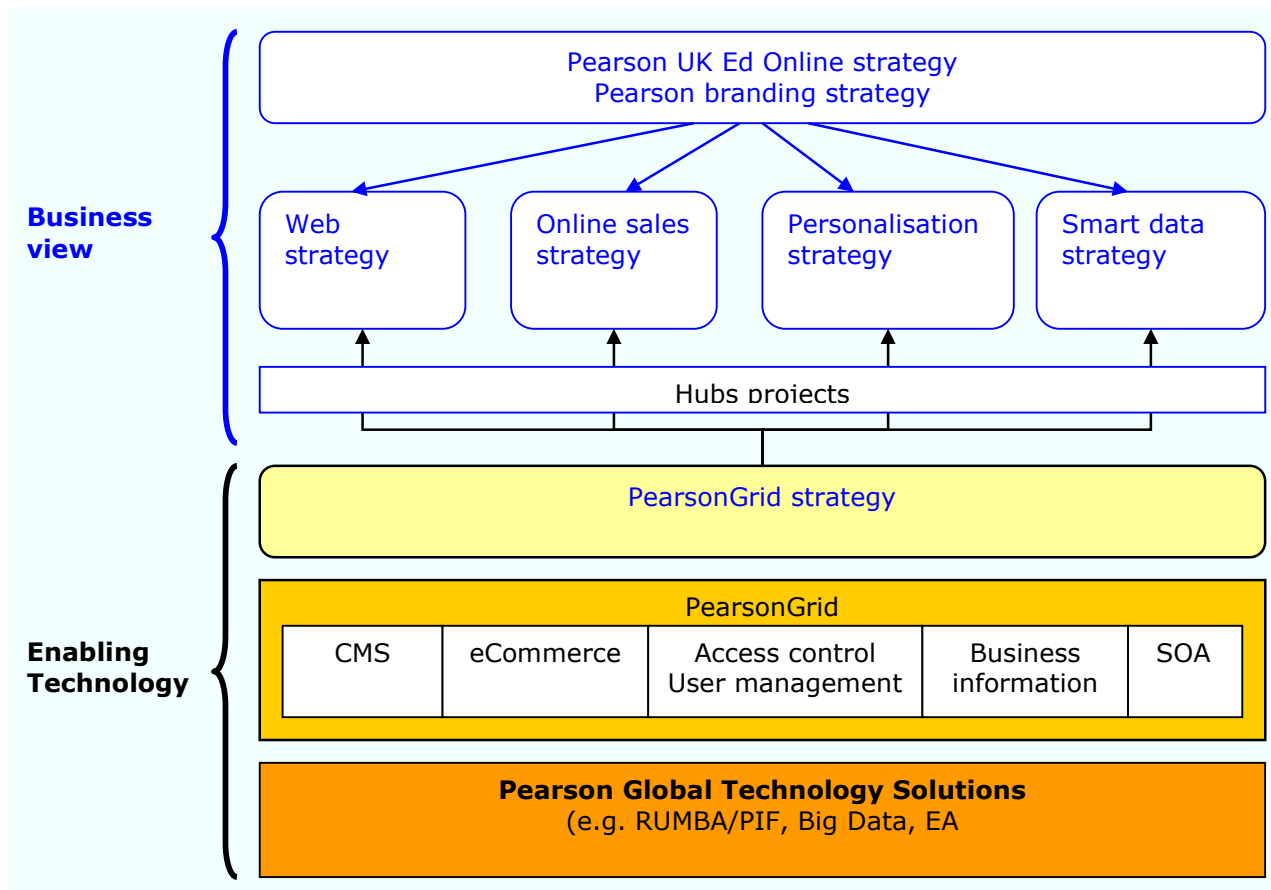 Pearson UK Ed Online strategy
Pearson branding strategy
Business
view
Web
strategy
Online sales
strategy
Personalisation
strategy
Smart data
strategy
Hubs projects
PearsonGrid strategy
Enabling
Technology
PearsonGrid
CMS
eCommerce
Access control
User management
Business
information
SOA
Pearson Global Technology Solutions
(e.g. RUMBA/PIF, Big Data, EA